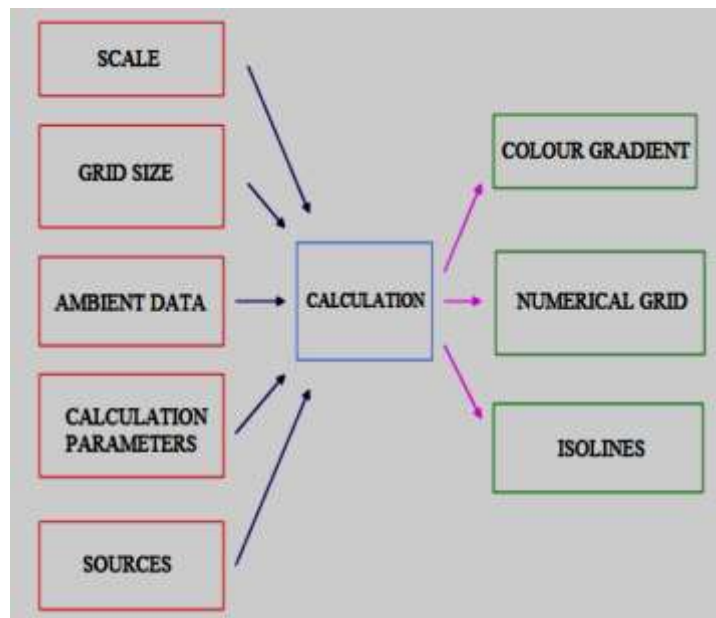 SCALE
GRID SIZE
AMBIENT DATA
CALCULATION
PARAMETERS
SOURCES
CALCULATION
COLOUR GRADIENT
NUMERICAL GRID
ISOLINES